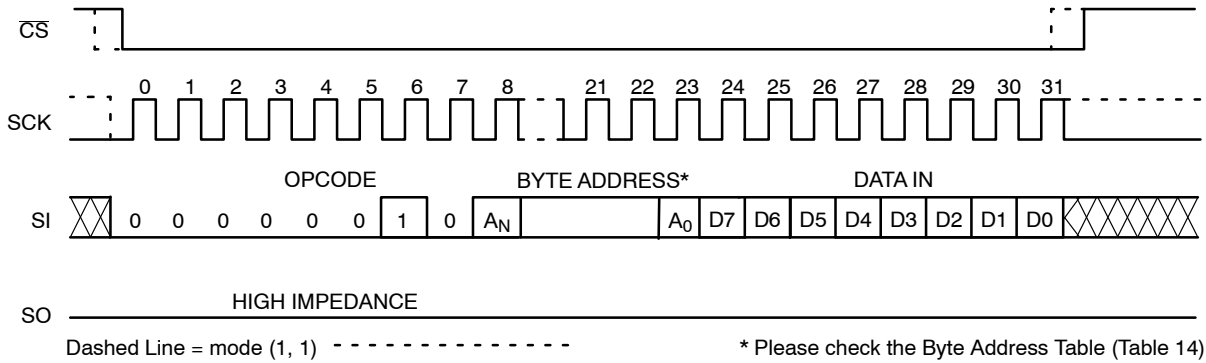 CS
0 1 2 3 4 5 6 7 8 21 22 23 24 25 26 27 28 29 30 31
SCK
OPCODE BYTE ADDRESS* DATA IN
SI 0 0 0 0 0 0 1 0 AN A0 D7 D6 D5 D4 D3 D2 D1 D0
HIGH IMPEDANCE
SO
Dashed Line = mode (1, 1) * Please check the Byte Address Table (Table 14)